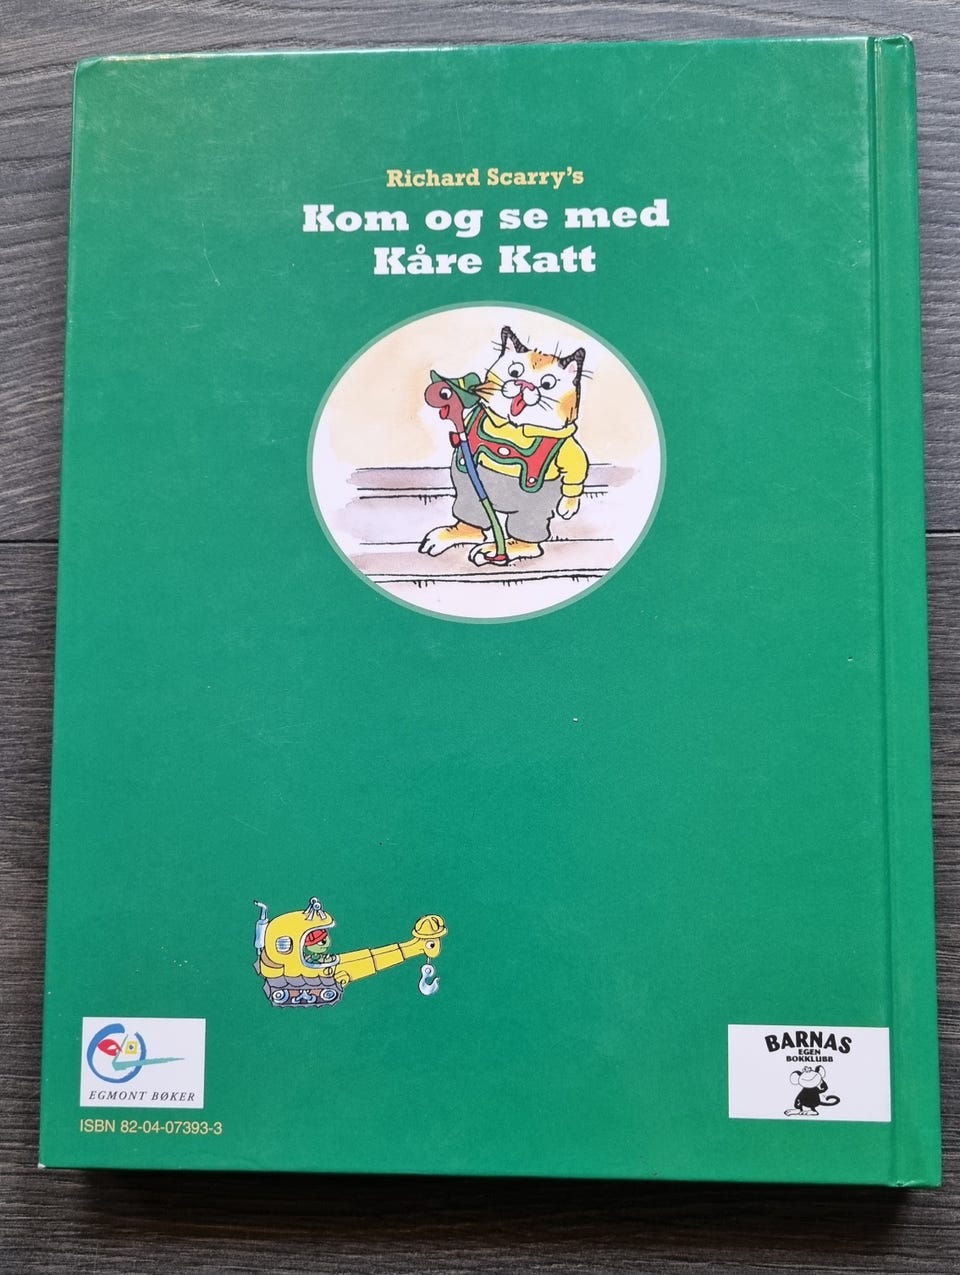 Richard Scarry's
Kom og se med
Kåre Katt
EGMONT BØKER
ISBN 82-04-07393-3
BARNAS
EGEN
BOKKLUBB